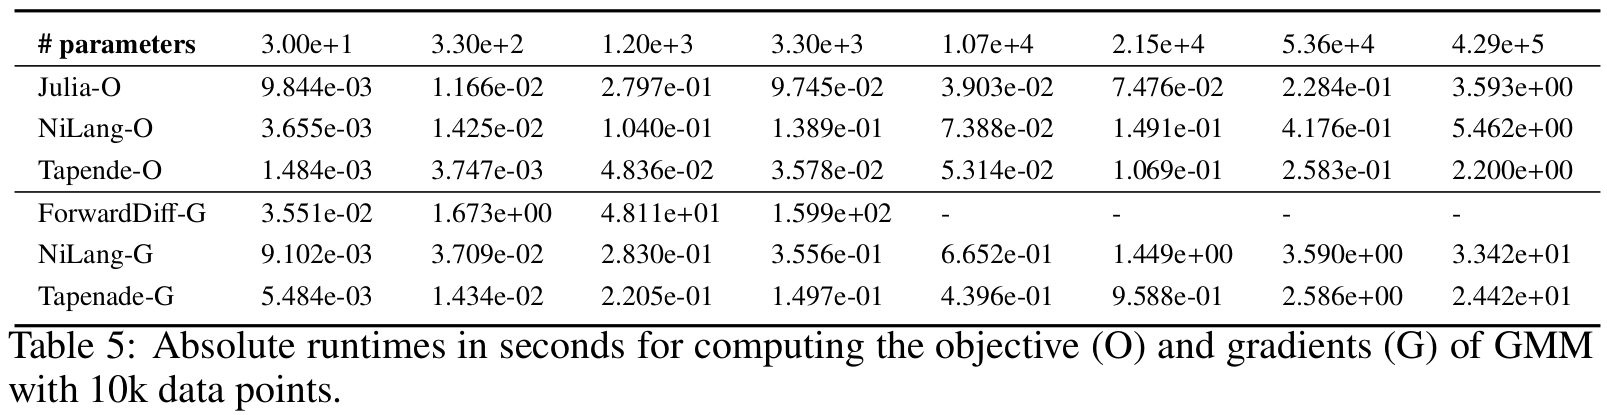 # parameters 3.00e+1 3.30e+2 1.20e+3 3.30e+3 1.07e+4 2.15e+4 5.36e+4 4.29e+5
Julia-O 9.844e-03 1.166e-02 2.797e-01 9.745e-02 3.903e-02 7.476e-02 2.284e-01 3.593e+00
NiLang-O 3.655e-03 1.425e-02 1.040e-01 1.389e-01 7.388e-02 1.491e-01 4.176e-01 5.462e+00
Tapende-O 1.484e-03 3.747e-03 4.836e-02 3.578e-02 5.314e-02 1.069e-01 2.583e-01 2.200e+00
ForwardDiff-G 3.551e-02 1.673e+00 4.811e+01 1.599e+02 - - - -
NiLang-G 9.102e-03 3.709e-02 2.830e-01 3.556e-01 6.652e-01 1.449e+00 3.590e+00 3.342e+01
Tapenade-G 5.484e-03 1.434e-02 2.205e-01 1.497e-01 4.396e-01 9.588e-01 2.586e+00 2.442e+01
Table 5: Absolute runtimes in seconds for computing the objective (O) and gradients (G) of GMM
with 10k data points.